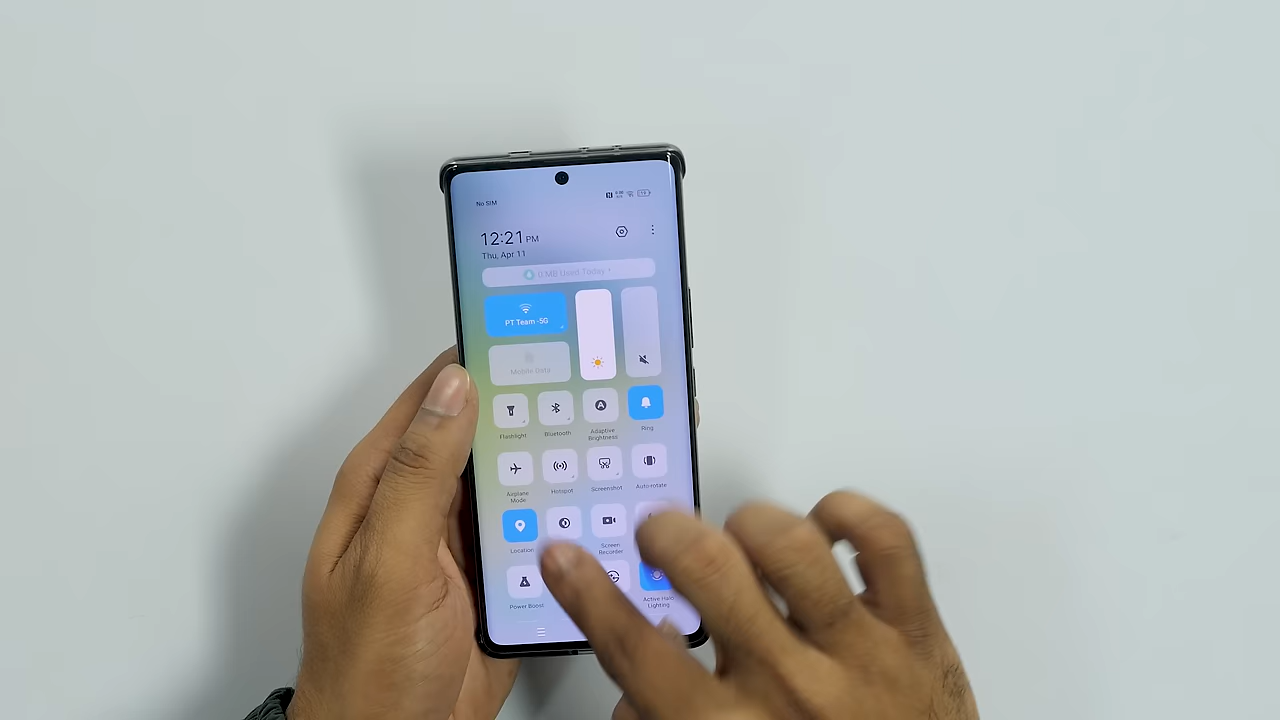 No SIM
12:21 PM
Thu, Apr 11
0 MB Used Today
PT Team -5G
Mobile Data
Flashlight
Bluetooth
Adaptive Brightness
Ring
Airplane Mode
Hotspot
Screenshot
Auto-rotate
Location
Screen Recorder
Power Boost
Active Halo Lighting